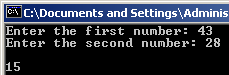 C:\Documents and Settings\Adminis
Enter the first number: 43
Enter the second number: 28
15